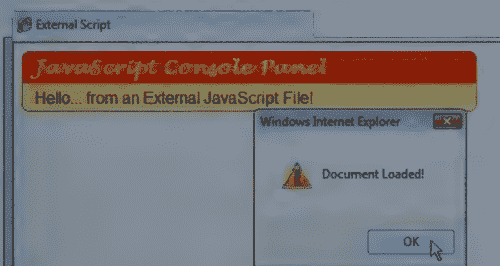 External Script
JavaScript Console Panel
Hello... from an External JavaScript File!
Windows Internet Explorer
Document Loaded!
OK